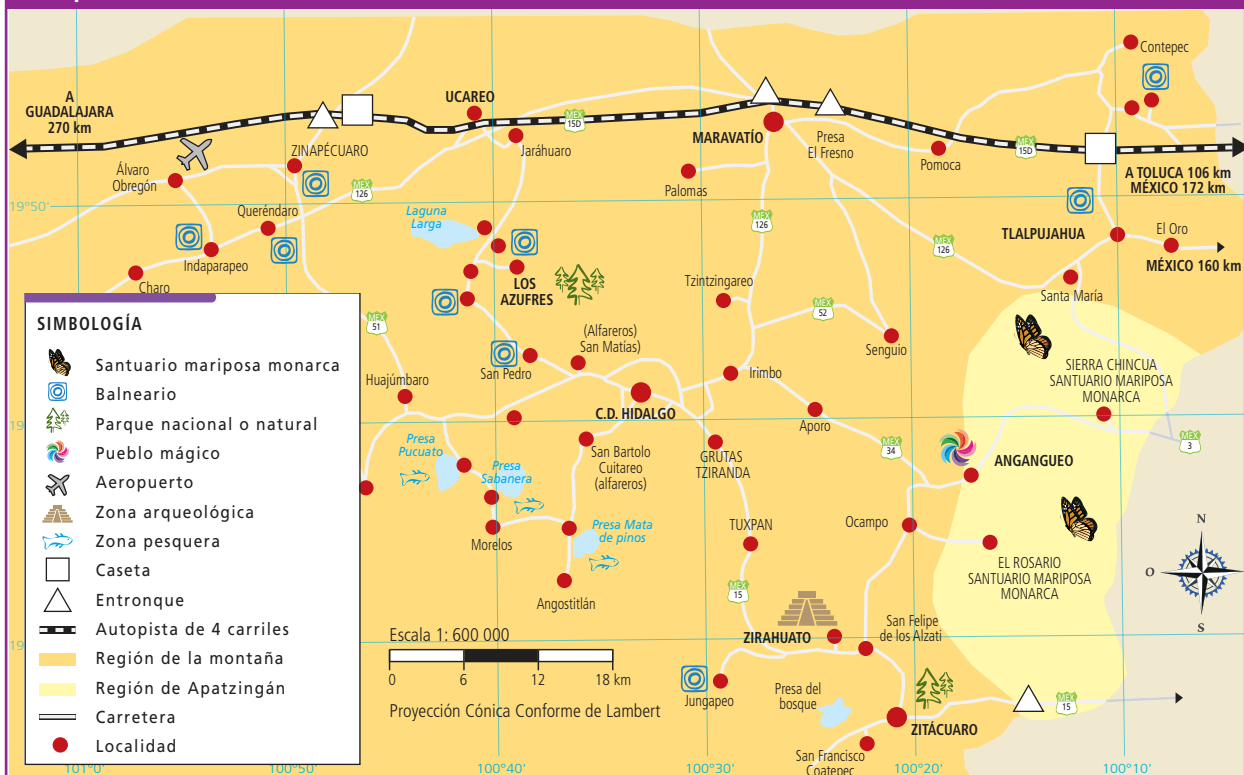 A
GUADALAJARA
270 km
UCAREO
MEX
15D
ZINAPÉCUARO
Jaráhuaro
Álvaro
Obregón
MEX
126
Queréndaro
19°50'
Indaparapeo
Charo
Laguna
Larga
LOS
AZUFRES
MARAVATÍO
Presa
El Fresno
Palomas
Pomoca
MEX
15D
Contepec
A TOLUCA 106 km
MÉXICO 172 km
TLALPUJAHUA
El Oro
MÉXICO 160 km
Santa María
MEX
126
MEX
126
Tzintzingareo
MEX
52
Senguio
MEX
51
(Alfareros)
San Matías)
San Pedro
Huajúmbaro
C.D. HIDALGO
Irimbo
Aporo
SIERRA CHINCUA
SANTUARIO MARIPOSA
MONARCA
MEX
3
MEX
34
ANGANGUEO
San Bartolo
Cuitareo
(alfareros)
GRUTAS
TZIRANDA
Presa
Pucuato
Presa
Sabanera
Morelos
Presa Mata
de pinos
Angostitlán
TUXPAN
Ocampo
EL ROSARIO
SANTUARIO MARIPOSA
MONARCA
MEX
15
ZIRAHUATO
San Felipe
de los Alzati
Jungapeo
Presa del
bosque
ZITÁCUARO
MEX
15
San Francisco
Coatepec
N
O
S
SIMBOLOGÍA
Santuario mariposa monarca
Balneario
Parque nacional o natural
Pueblo mágico
Aeropuerto
Zona arqueológica
Zona pesquera
Caseta
Entronque
Autopista de 4 carriles
Región de la montaña
Región de Apatzingán
Carretera
Localidad
Escala 1: 600 000
0 6 12 18 km
Proyección Cónica Conforme de Lambert
101°0' 100°50' 100°40' 100°30' 100°20' 100°10'